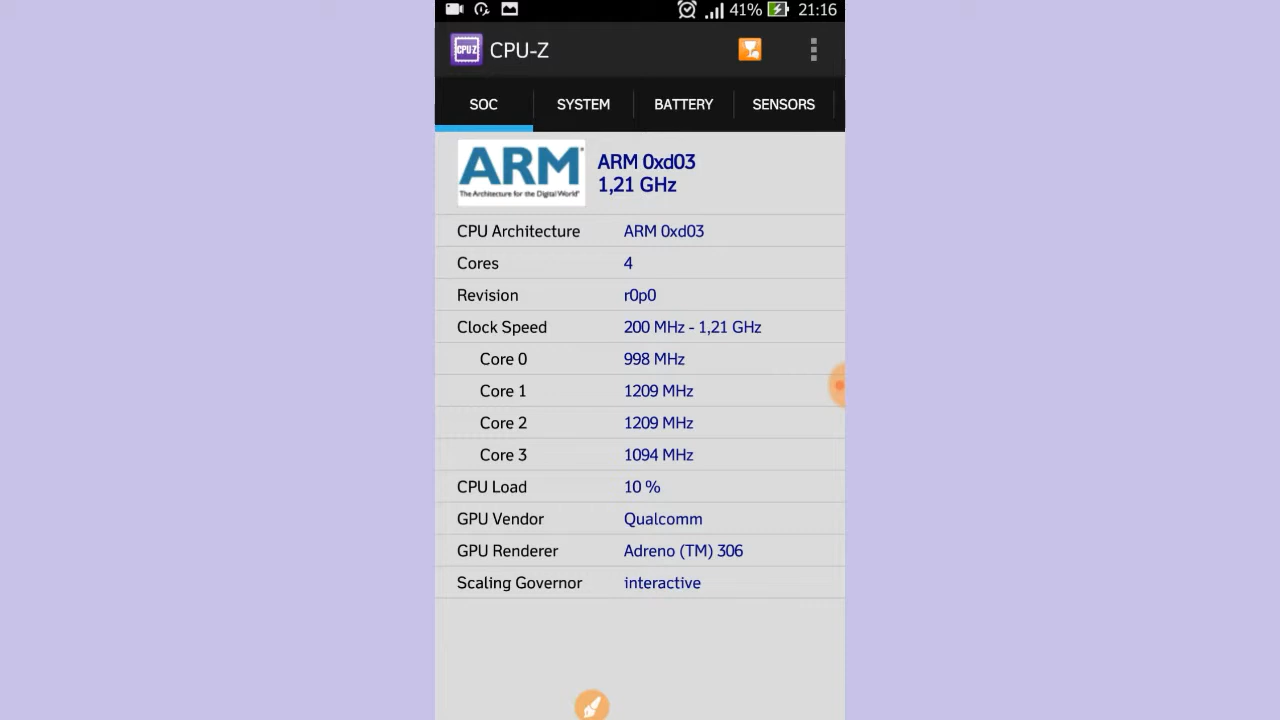 41% 21:16
CPU-Z CPU-Z
SOC SYSTEM BATTERY SENSORS
ARM ARM 0xd03
The Architecture for the Digital World® 1,21 GHz
CPU Architecture ARM 0xd03
Cores 4
Revision r0p0
Clock Speed 200 MHz - 1,21 GHz
Core 0 998 MHz
Core 1 1209 MHz
Core 2 1209 MHz
Core 3 1094 MHz
CPU Load 10 %
GPU Vendor Qualcomm
GPU Renderer Adreno (TM) 306
Scaling Governor interactive